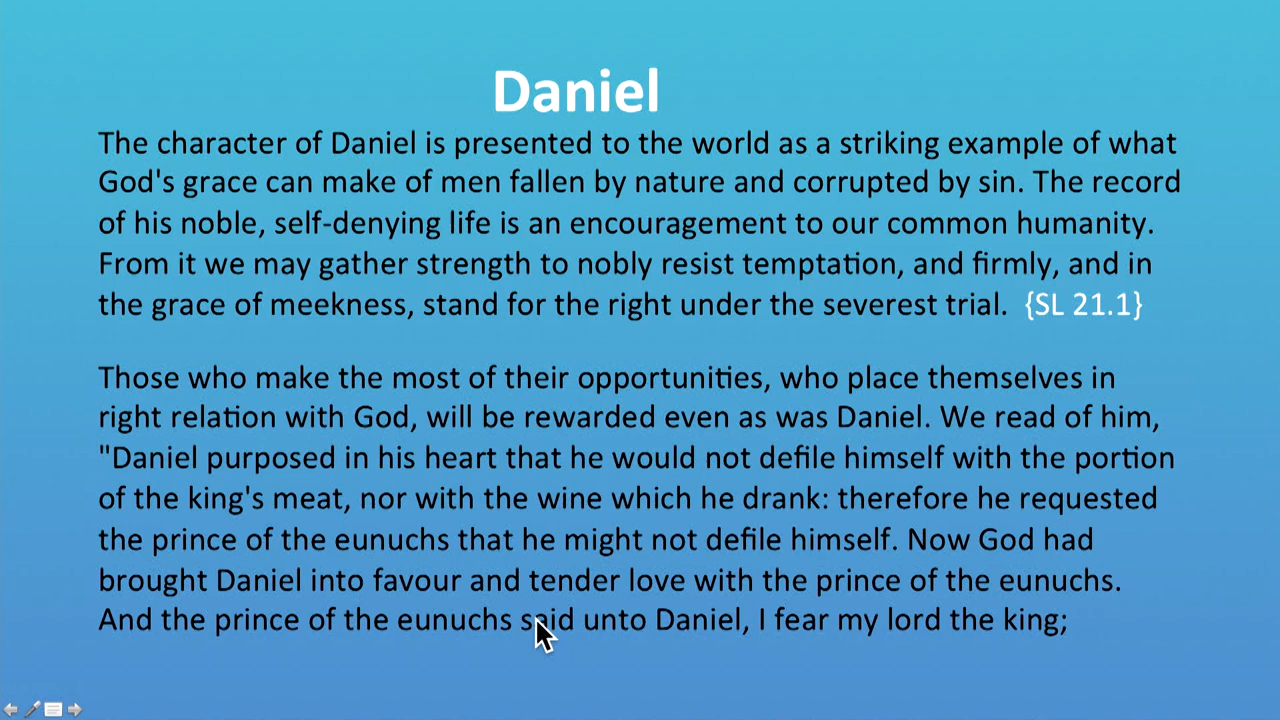 Daniel
The character of Daniel is presented to the world as a striking example of what
God's grace can make of men fallen by nature and corrupted by sin. The record
of his noble, self-denying life is an encouragement to our common humanity.
From it we may gather strength to nobly resist temptation, and firmly, and in
the grace of meekness, stand for the right under the severest trial.  {SL 21.1}
Those who make the most of their opportunities, who place themselves in
right relation with God, will be rewarded even as was Daniel. We read of him,
"Daniel purposed in his heart that he would not defile himself with the portion
of the king's meat, nor with the wine which he drank: therefore he requested
the prince of the eunuchs that he might not defile himself. Now God had
brought Daniel into favour and tender love with the prince of the eunuchs.
And the prince of the eunuchs said unto Daniel, I fear my lord the king;